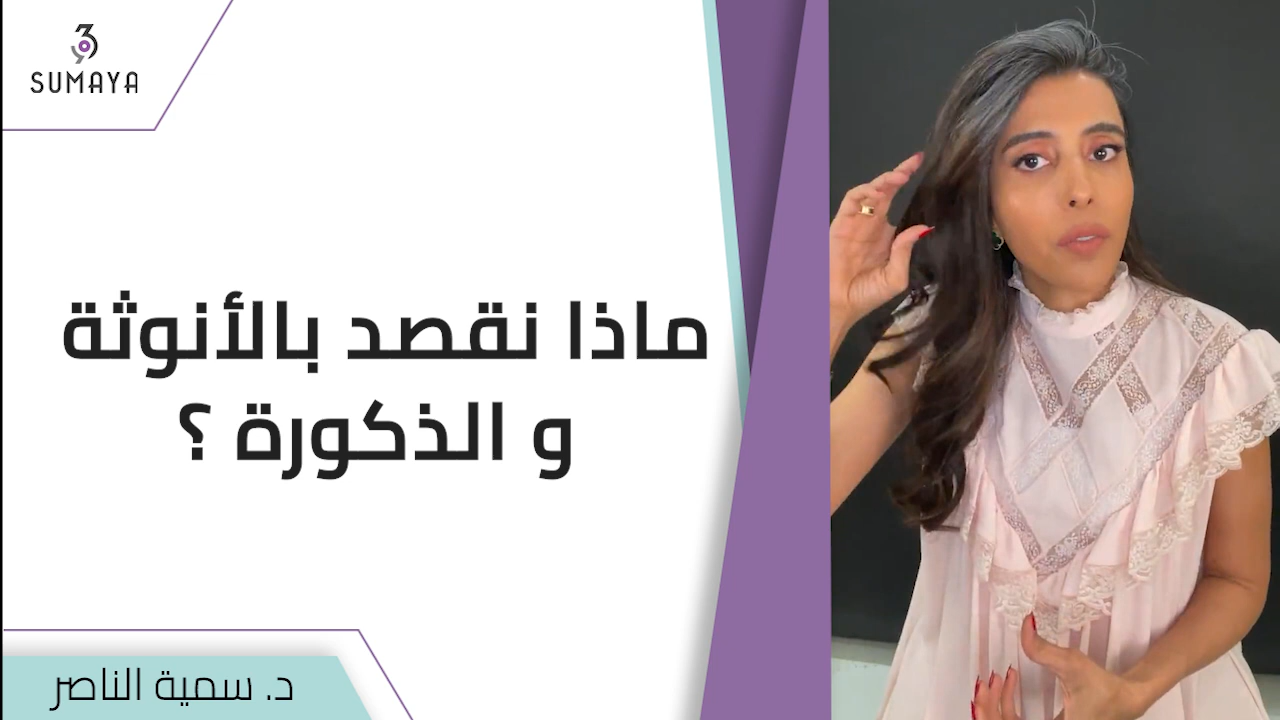 SUMAYA
ماذا نقصد بالأنوثة
و الذكورة ؟
د. سمية الناصر